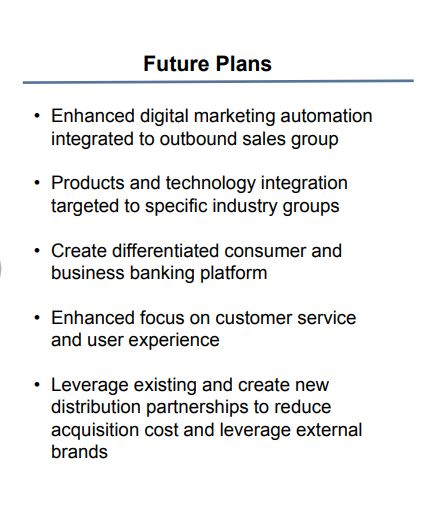 Future Plans
• Enhanced digital marketing automation
integrated to outbound sales group
• Products and technology integration
targeted to specific industry groups
• Create differentiated consumer and
business banking platform
• Enhanced focus on customer service
and user experience
• Leverage existing and create new
distribution partnerships to reduce
acquisition cost and leverage external
brands